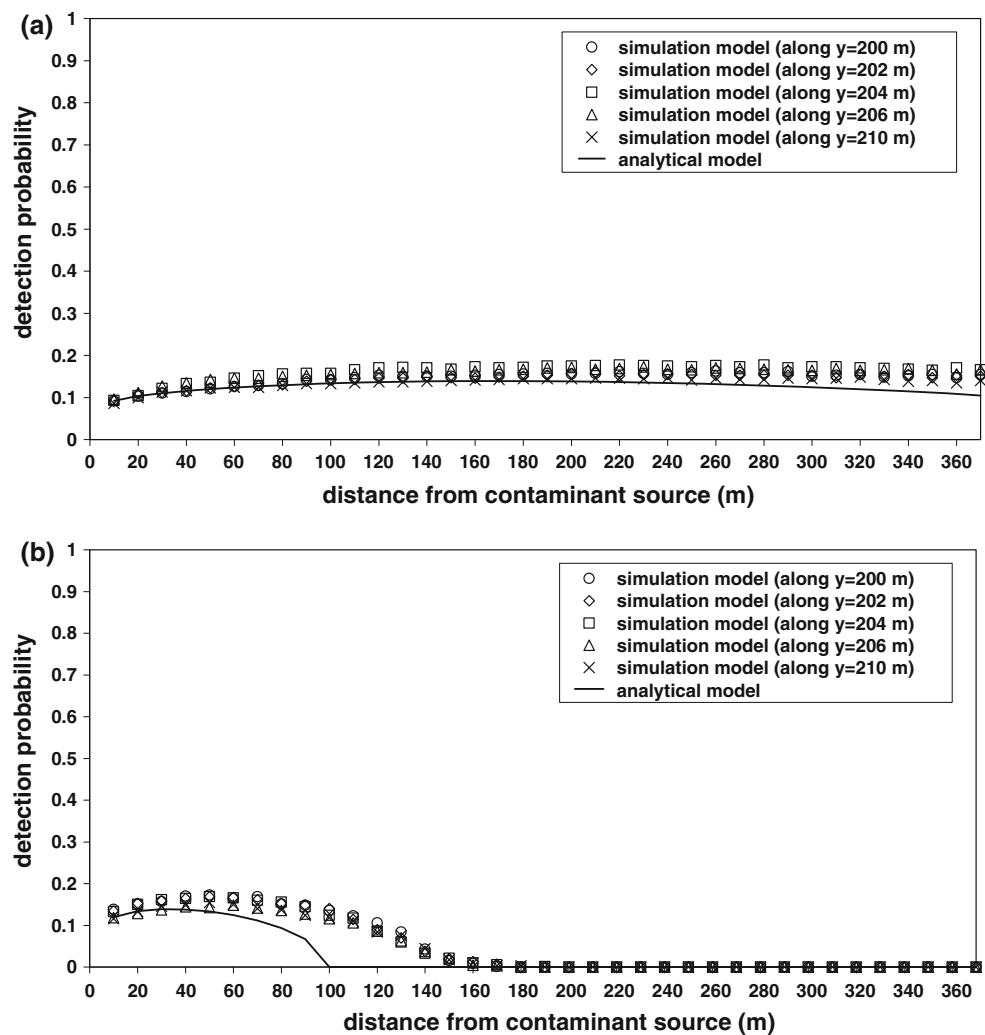 (a)
detection probability
1
0.9
0.8
0.7
0.6
0.5
0.4
0.3
0.2
0.1
0
simulation model (along y=200 m)
simulation model (along y=202 m)
simulation model (along y=204 m)
simulation model (along y=206 m)
simulation model (along y=210 m)
analytical model
0 20 40 60 80 100 120 140 160 180 200 220 240 260 280 300 320 340 360
distance from contaminant source (m)
(b)
detection probability
1
0.9
0.8
0.7
0.6
0.5
0.4
0.3
0.2
0.1
0
simulation model (along y=200 m)
simulation model (along y=202 m)
simulation model (along y=204 m)
simulation model (along y=206 m)
simulation model (along y=210 m)
analytical model
0 20 40 60 80 100 120 140 160 180 200 220 240 260 280 300 320 340 360
distance from contaminant source (m)